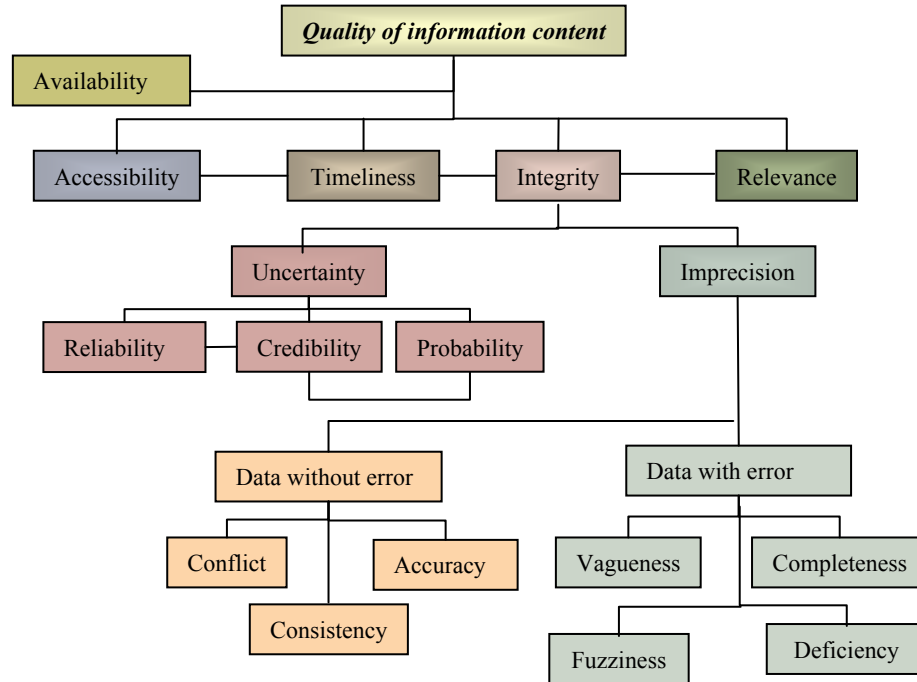 Quality of information content
Availability
Accessibility
Timeliness
Integrity
Relevance
Uncertainty
Imprecision
Reliability
Credibility
Probability
Data without error
Data with error
Conflict
Accuracy
Vagueness
Completeness
Consistency
Fuzziness
Deficiency